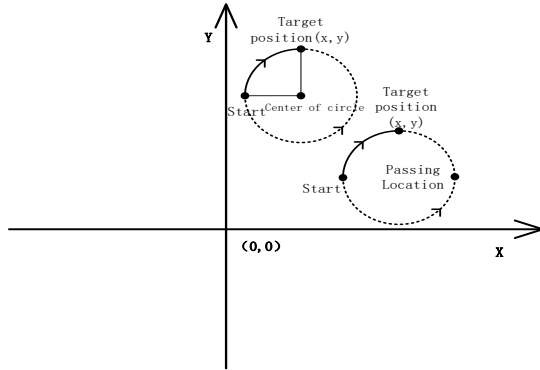 Target
position(x,y)
Y
Start
Center of circle
Target
position
(x,y)
Passing
Location
Start
(0,0)
X